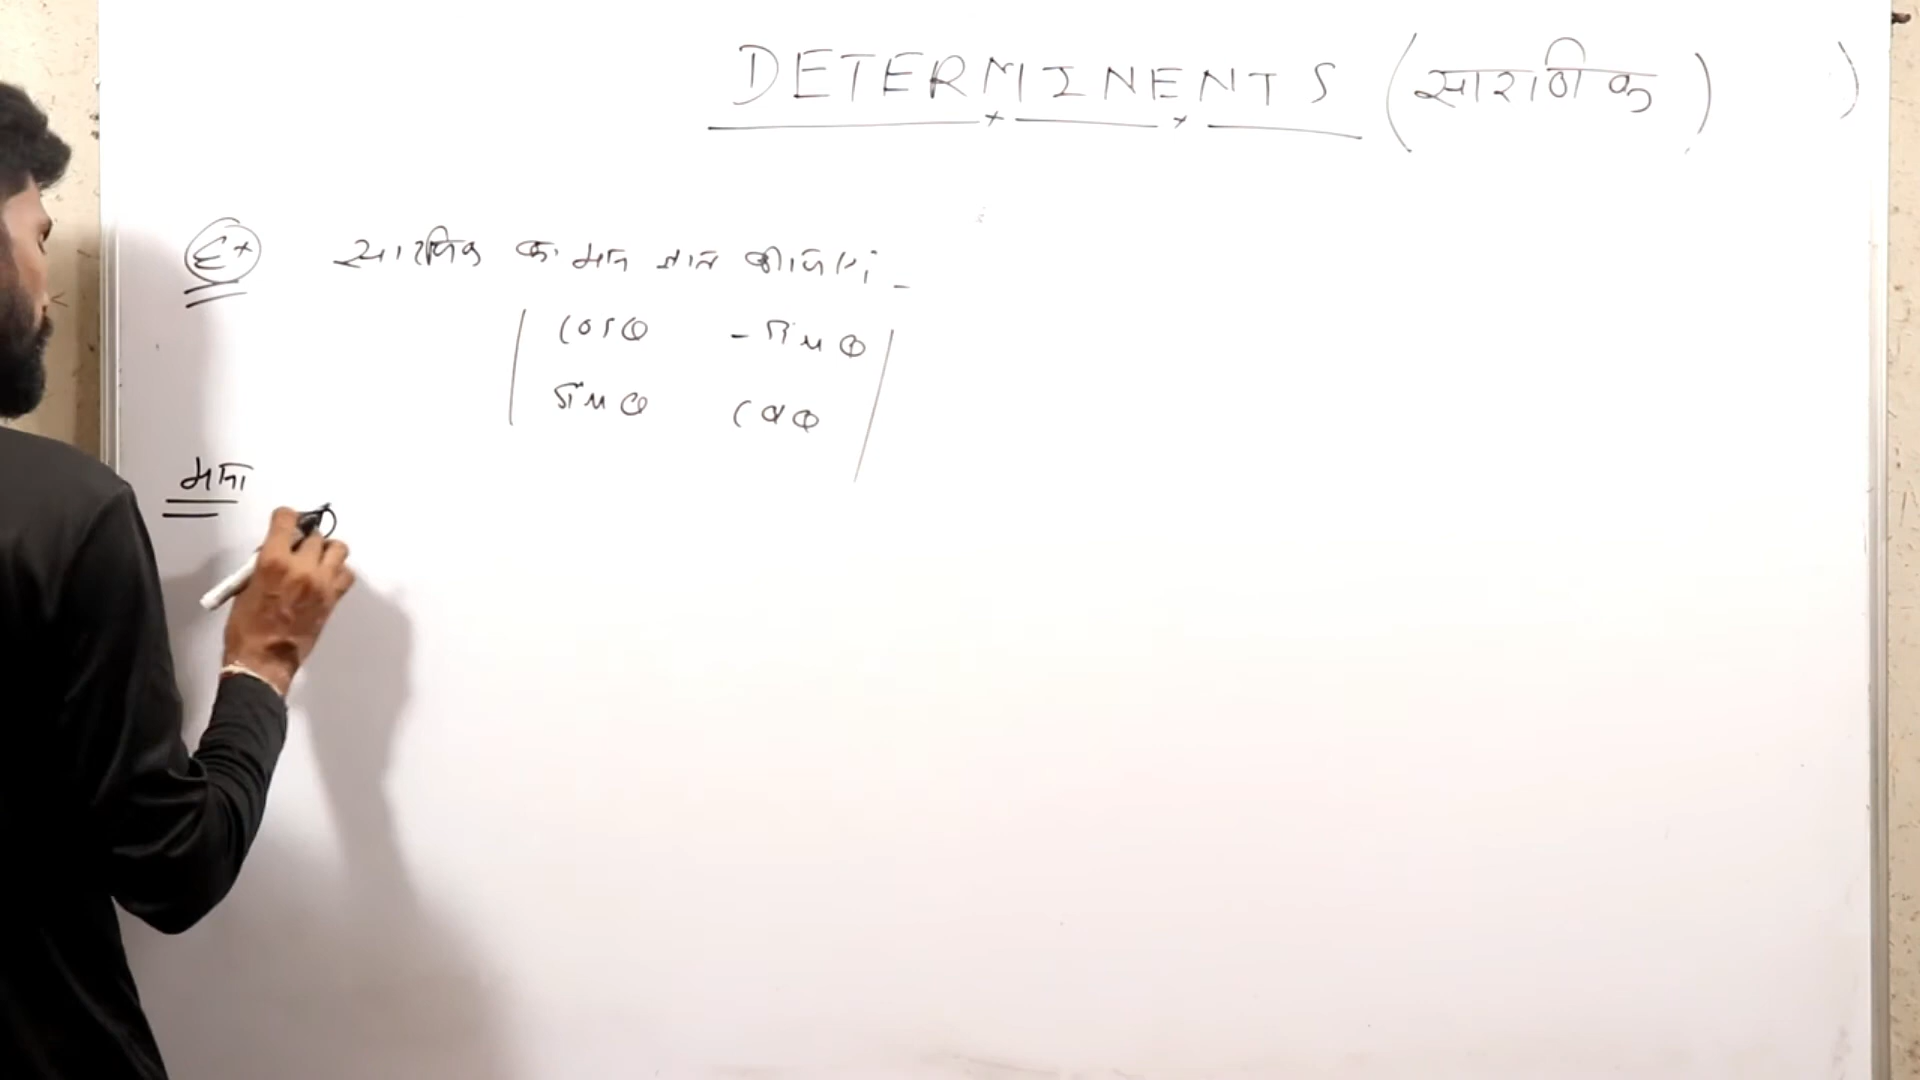 DETERMINENTS (सारणिक)
Ex सारणिक का मान ज्ञात कीजिए
cosθ -sinθ
sinθ cosθ
माना